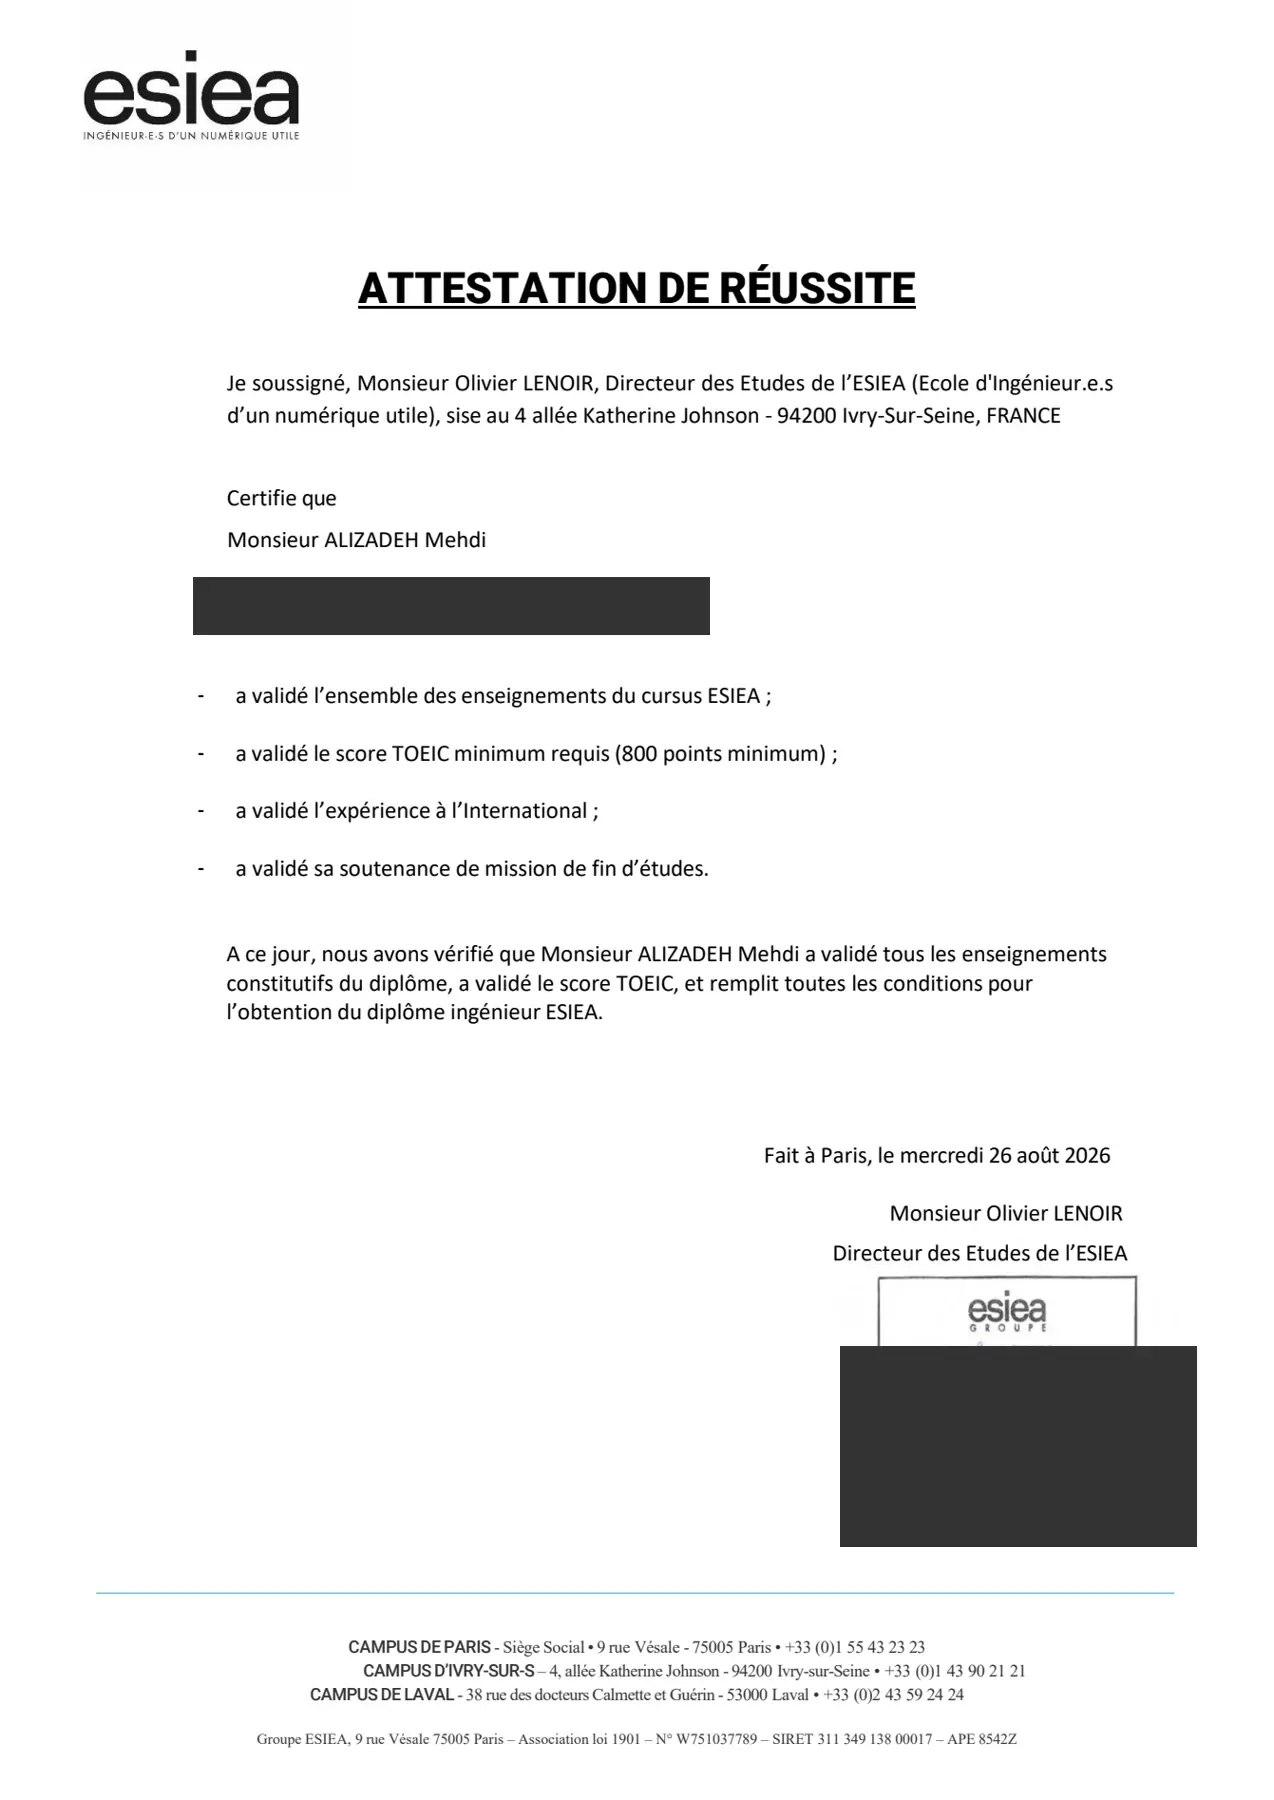 esiea
INGÉNIEUR·E·S D'UN NUMÉRIQUE UTILE
ATTESTATION DE RÉUSSITE
Je soussigné, Monsieur Olivier LENOIR, Directeur des Etudes de l’ESIEA (Ecole d'Ingénieur.e.s
d’un numérique utile), sise au 4 allée Katherine Johnson - 94200 Ivry-Sur-Seine, FRANCE
Certifie que
Monsieur ALIZADEH Mehdi
- a validé l’ensemble des enseignements du cursus ESIEA ;
- a validé le score TOEIC minimum requis (800 points minimum) ;
- a validé l’expérience à l’International ;
- a validé sa soutenance de mission de fin d’études.
A ce jour, nous avons vérifié que Monsieur ALIZADEH Mehdi a validé tous les enseignements
constitutifs du diplôme, a validé le score TOEIC, et remplit toutes les conditions pour
l’obtention du diplôme ingénieur ESIEA.
Fait à Paris, le mercredi 26 août 2026
Monsieur Olivier LENOIR
Directeur des Etudes de l’ESIEA
esiea
GROUPE
CAMPUS DE PARIS - Siège Social • 9 rue Vésale - 75005 Paris • +33 (0)1 55 43 23 23
CAMPUS D’IVRY-SUR-S – 4, allée Katherine Johnson - 94200 Ivry-sur-Seine • +33 (0)1 43 90 21 21
CAMPUS DE LAVAL - 38 rue des docteurs Calmette et Guérin - 53000 Laval • +33 (0)2 43 59 24 24
Groupe ESIEA, 9 rue Vésale 75005 Paris – Association loi 1901 – N° W751037789 – SIRET 311 349 138 00017 – APE 8542Z